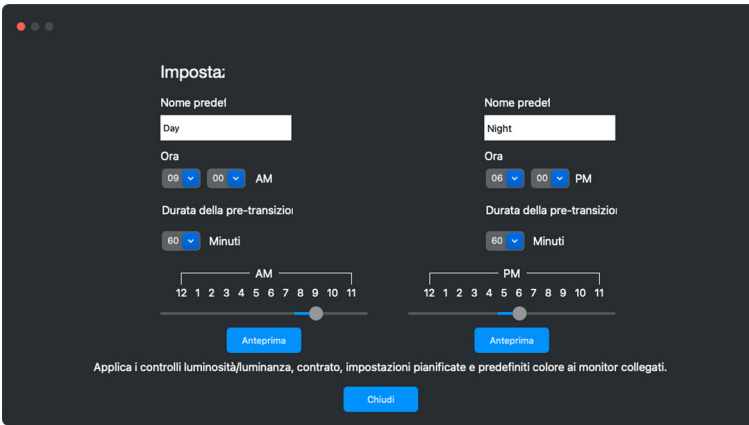 Imposta
Nome predef Nome predef
Day Night
Ora Ora
09 00 AM 06 00 PM
Durata della pre-transizio Durata della pre-transizio
60 Minuti 60 Minuti
AM PM
12 1 2 3 4 5 6 7 8 9 10 11 12 1 2 3 4 5 6 7 8 9 10 11
Anteprima Anteprima
Applica i controlli luminosità/luminanza, contrato, impostazioni pianificate e predefiniti colore ai monitor collegati.
Chiudi